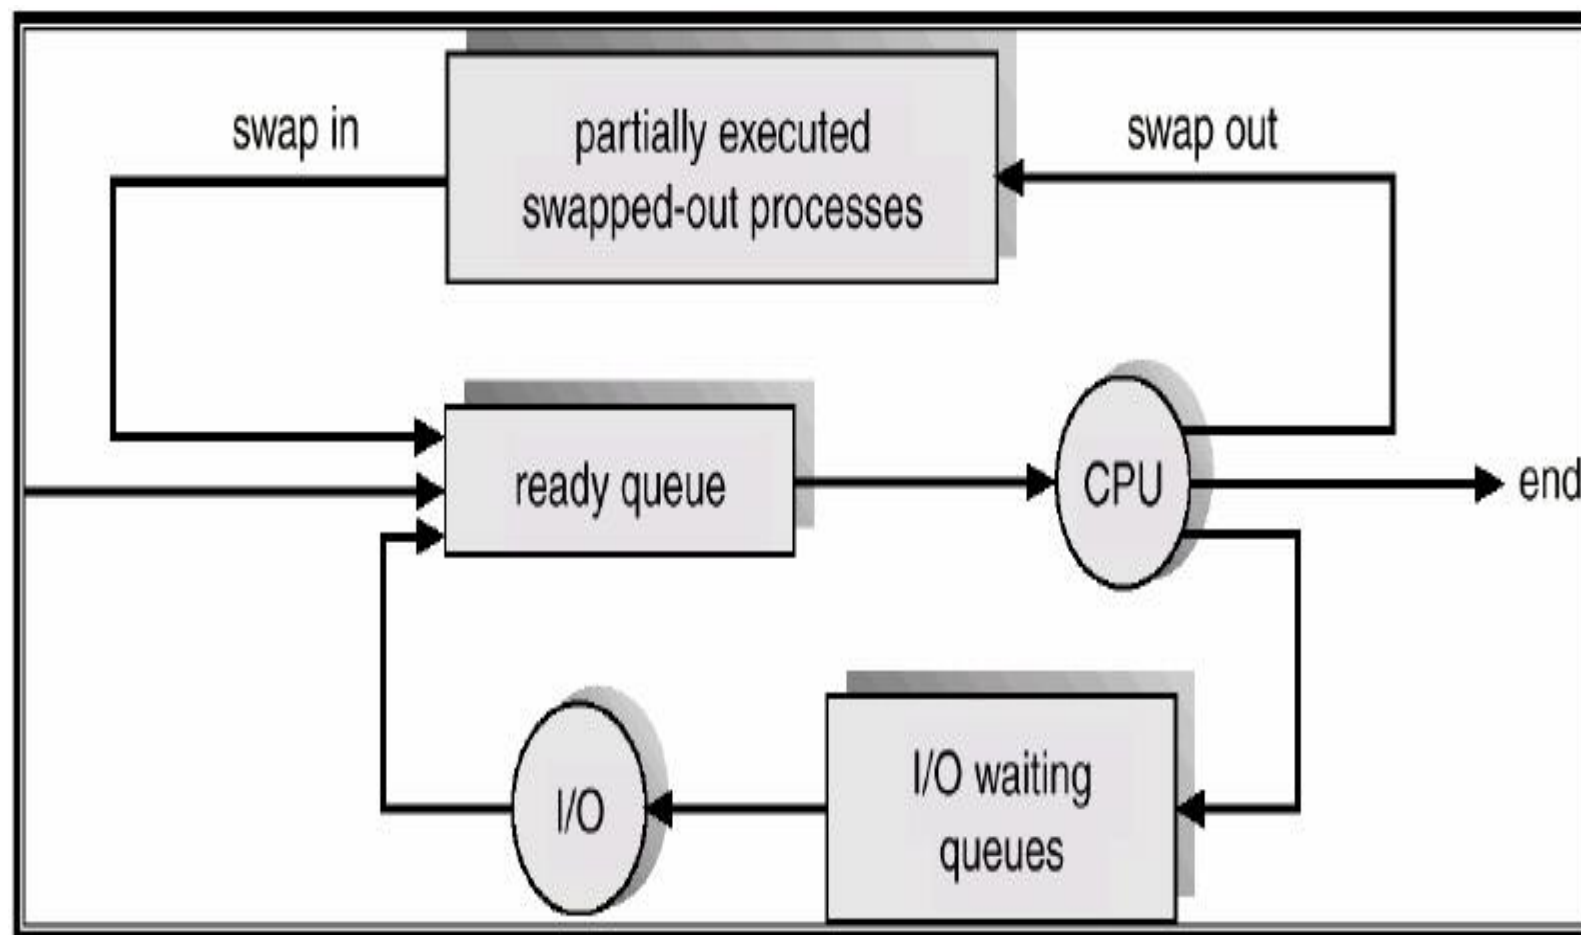 swap in
partially executed
swapped-out processes
swap out
ready queue
CPU
end
I/O
I/O waiting
queues